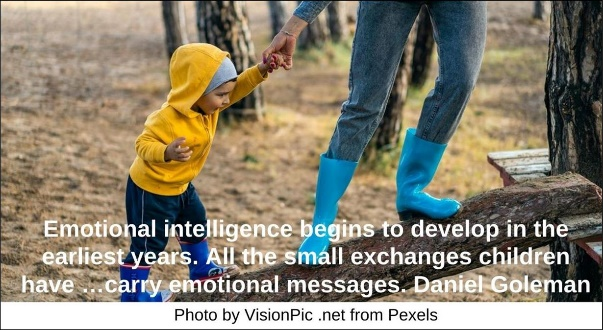 Emotional intelligence begins to develop in the
earliest years. All the small exchanges children
have …carry emotional messages. Daniel Goleman
Photo by VisionPic .net from Pexels